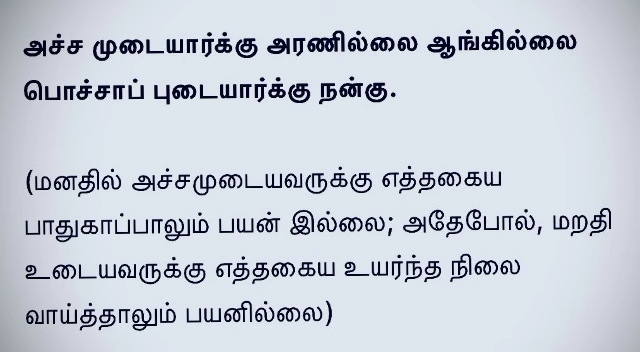 அச்ச முடையார்க்கு அரணில்லை ஆங்கில்லை
பொச்சாப் புடையார்க்கு நன்கு.
(மனதில் அச்சமுடையவருக்கு எத்தகைய
பாதுகாப்பாலும் பயன் இல்லை; அதேபோல், மறதி
உடையவருக்கு எத்தகைய உயர்ந்த நிலை
வாய்த்தாலும் பயனில்லை)